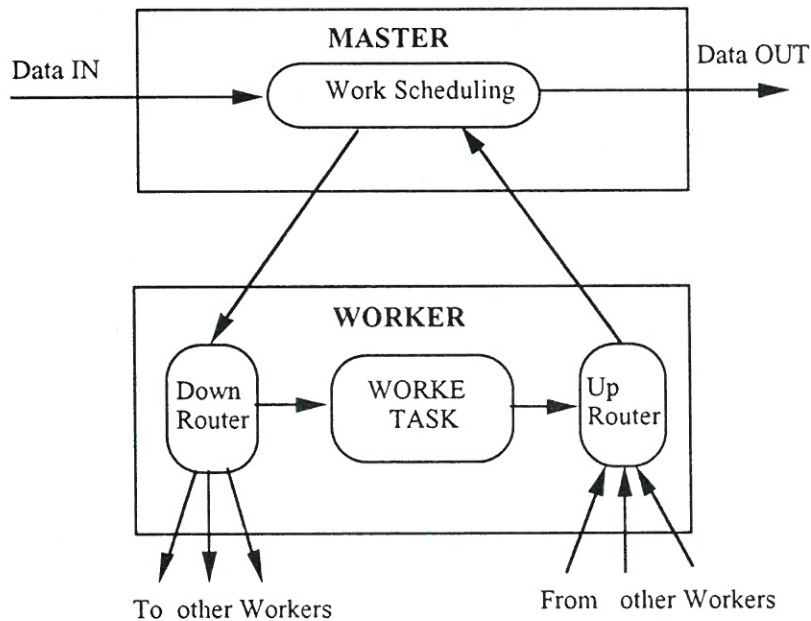 MASTER
Data IN
Data OUT
Work Scheduling
WORKER
Down
Router
WORKE
TASK
Up
Router
To other Workers
From other Workers